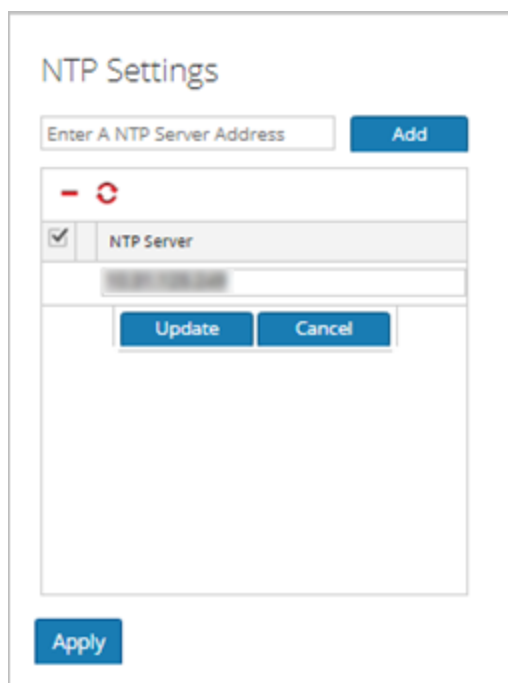 NTP Settings
Enter A NTP Server Address Add
NTP Server
Update Cancel
Apply